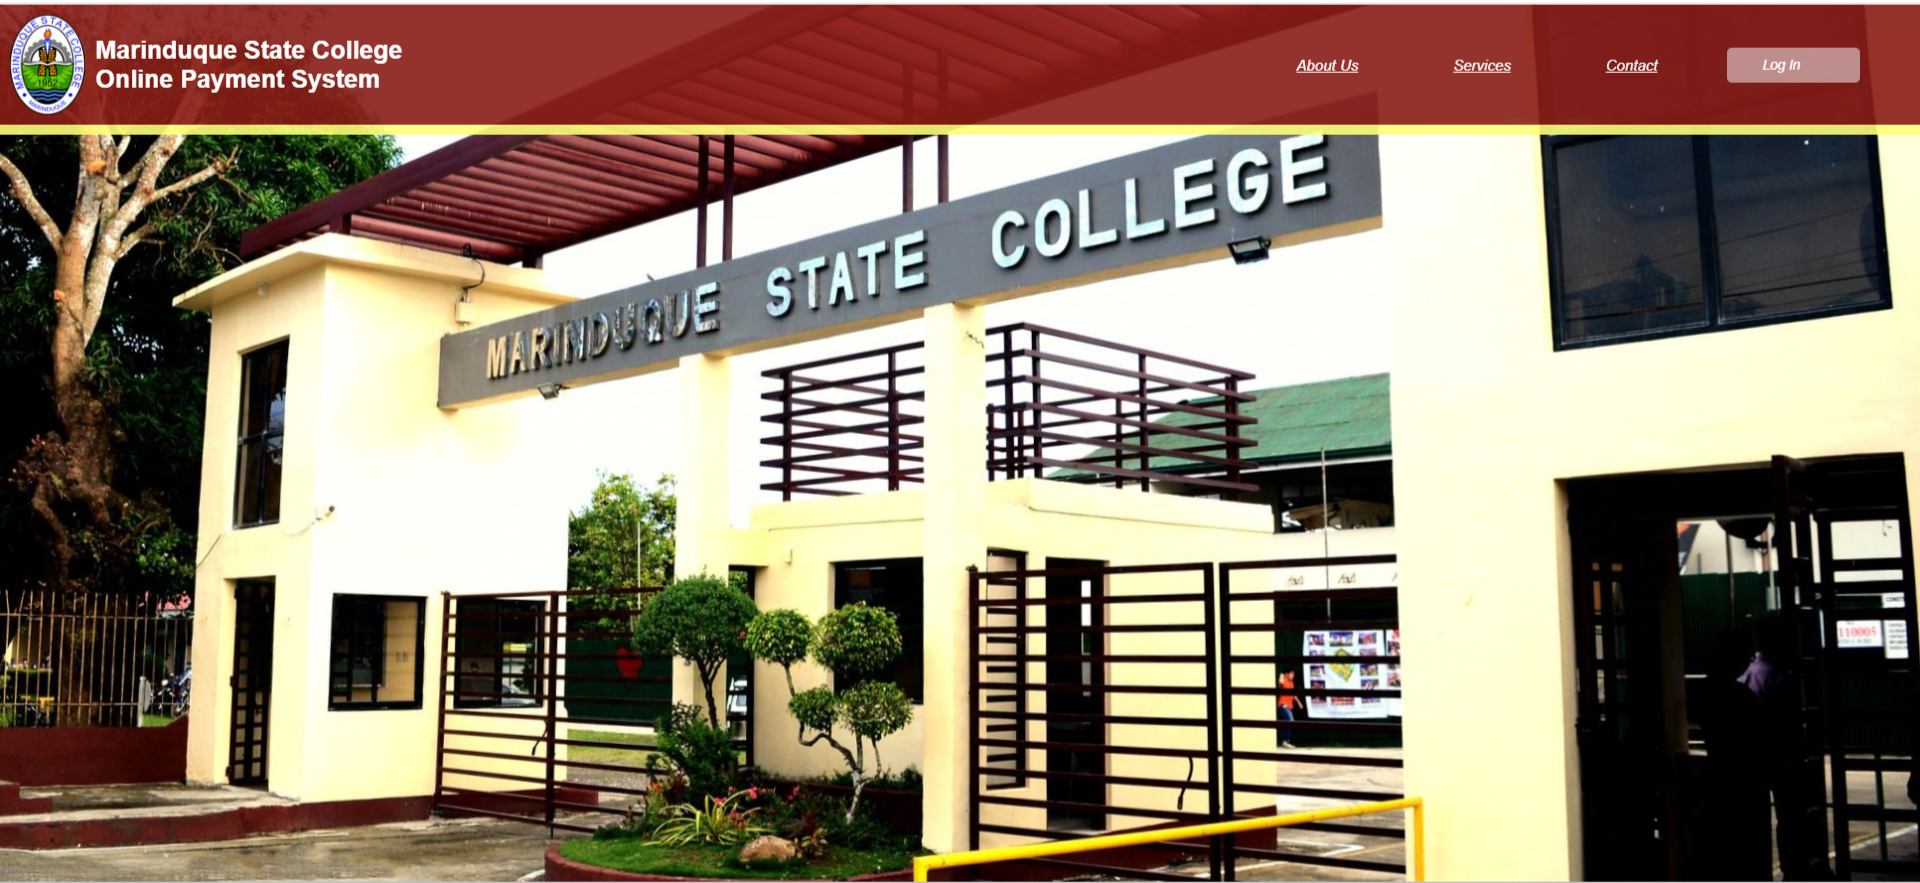 MARINDUQUE STATE COLLEGE
1952
MARINDUQUE
Marinduque State College
Online Payment System
About Us
Services
Contact
Log In
MARINDUQUE STATE COLLEGE
110005